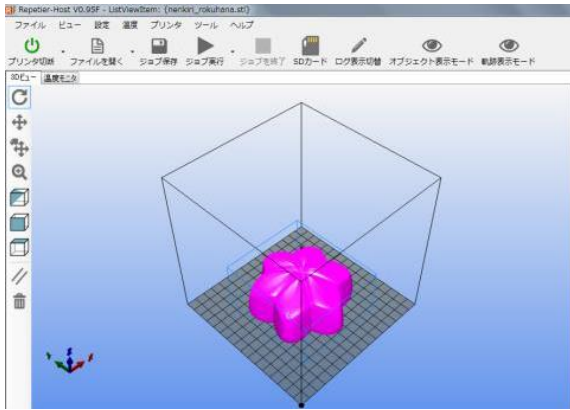 Repetier-Host V0.95F - ListViewItem: {nenkiri_rokuhana.stl}
ファイル ビュー 設定 温度 プリンタ ツール ヘルプ
プリンタ切断 ファイルを開く ジョブ保存 ジョブ実行 ジョブを終了 SDカード ログ表示切替 オブジェクト表示モード 軌跡表示モード
3Dビュー 温度モニタ